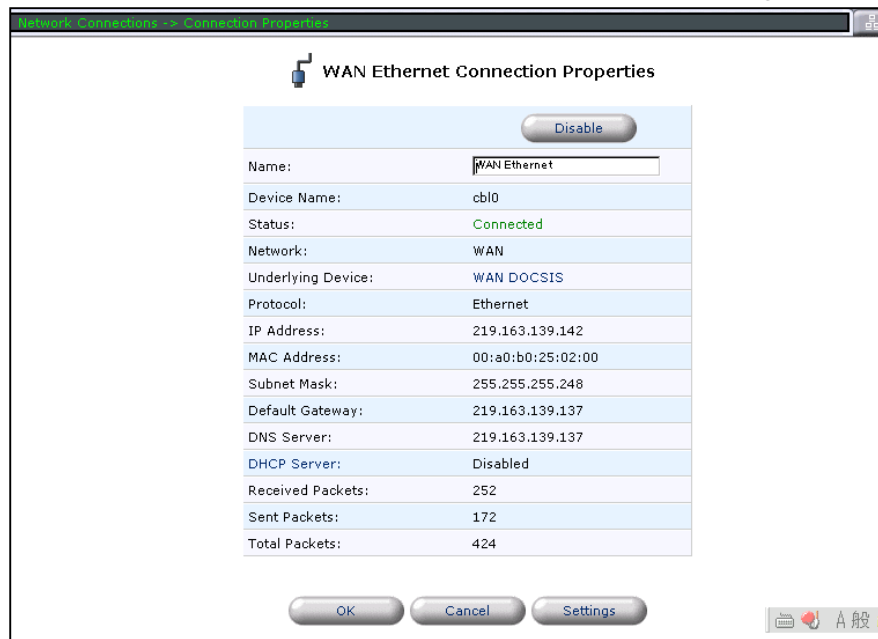 Network Connections -> Connection Properties
WAN Ethernet Connection Properties
Disable
Name: WAN Ethernet
Device Name: cbl0
Status: Connected
Network: WAN
Underlying Device: WAN DOCSIS
Protocol: Ethernet
IP Address: 219.163.139.142
MAC Address: 00:a0:b0:25:02:00
Subnet Mask: 255.255.255.248
Default Gateway: 219.163.139.137
DNS Server: 219.163.139.137
DHCP Server: Disabled
Received Packets: 252
Sent Packets: 172
Total Packets: 424
OK Cancel Settings
A 般